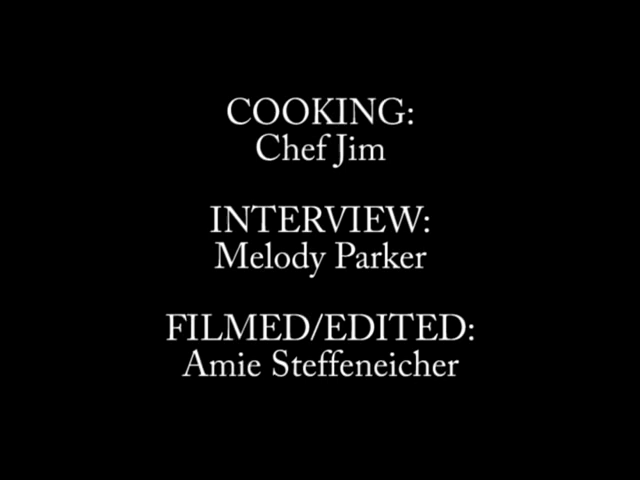 COOKING:
Chef Jim
INTERVIEW:
Melody Parker
FILMED/EDITED:
Amie Steffeneicher